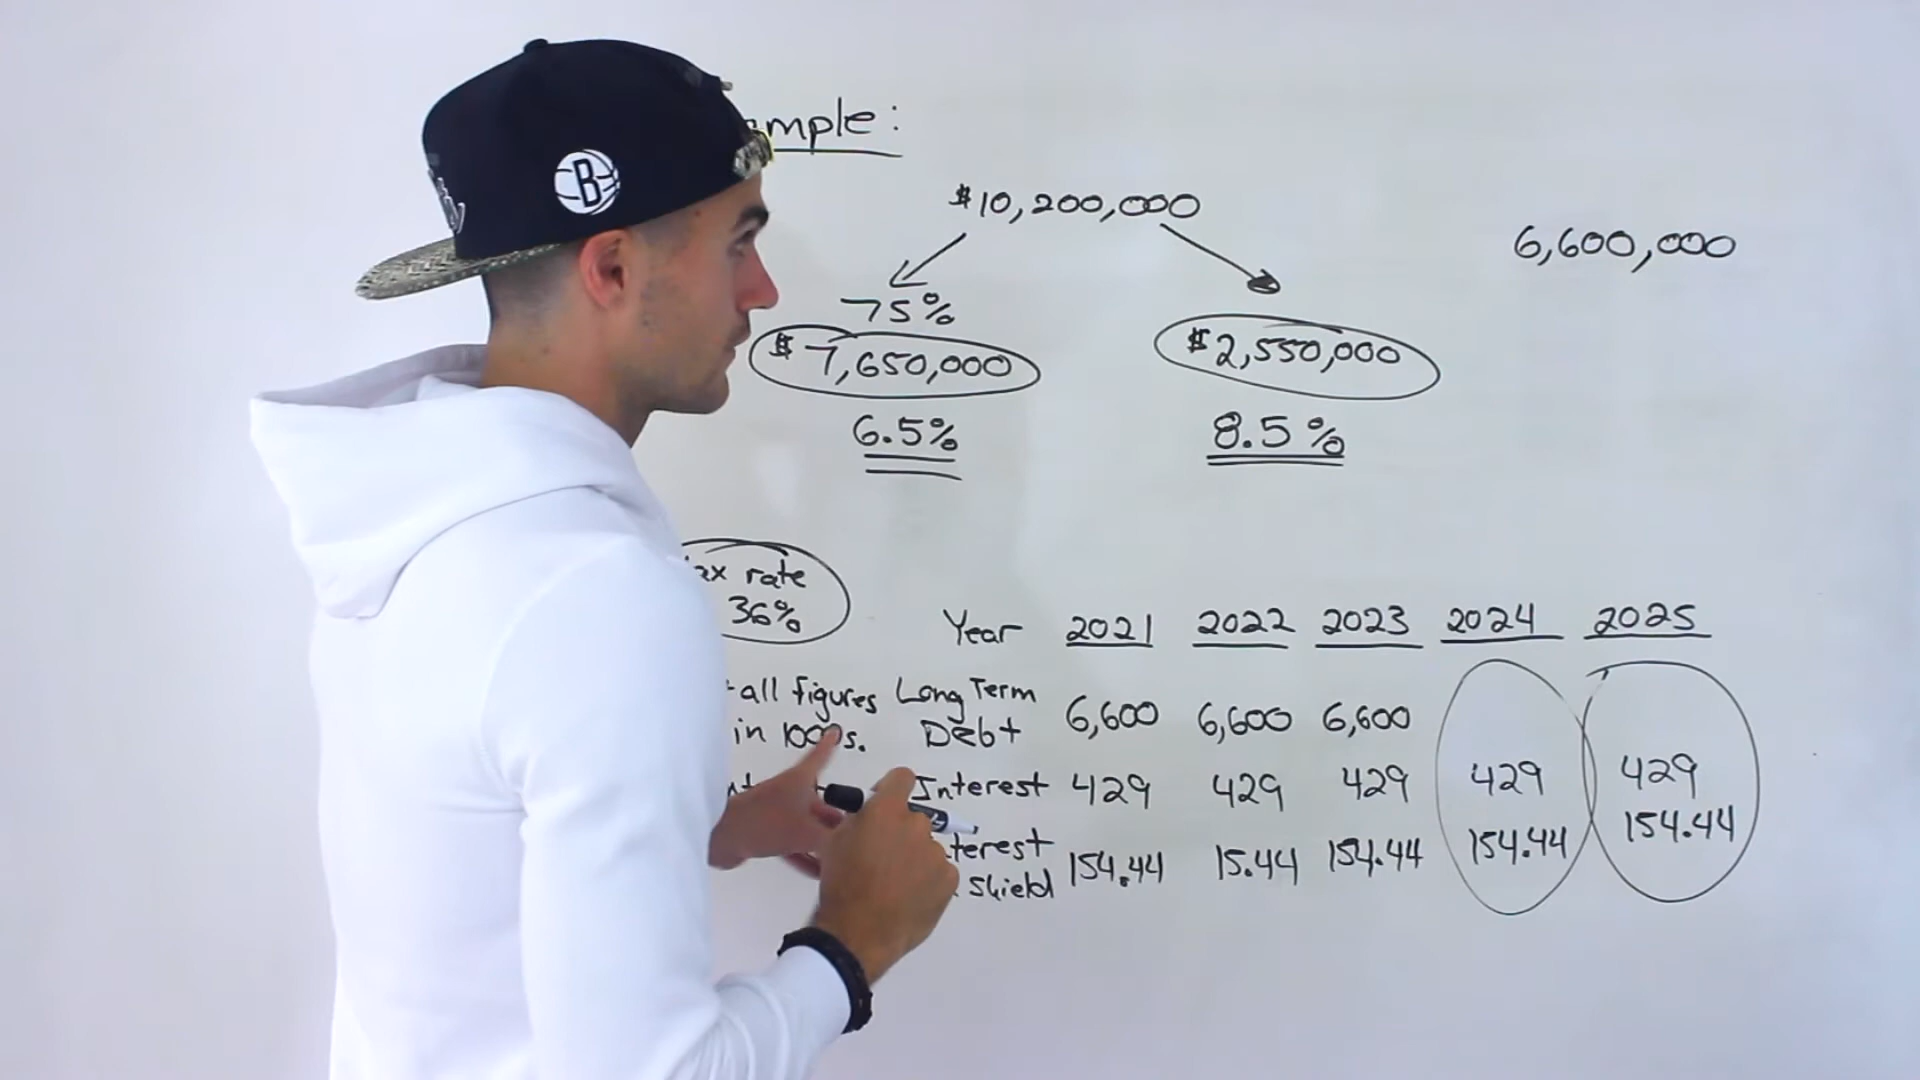 mple:
$10,200,000
6,600,000
75%
$7,650,000
$2,550,000
6.5%
8.5%
rate
36%
Year 2021 2022 2023 2024 2025
all figures
in 1000s.
Long Term
Debt 6,600 6,600 6,600
Interest 429 429 429 429 429
terest
shield 154.44 15.44 154.44 154.44 154.44
B